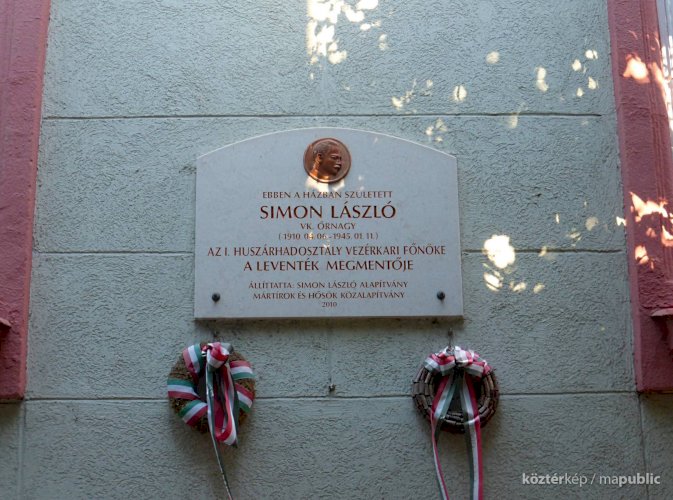 EBBEN A HÁZBAN SZÜLETETT
SIMON LÁSZLÓ
VK. ŐRNAGY
(1910. 04. 06.-1945. 01. 11.)
AZ I. HUSZÁRHADOSZTÁLY VEZÉRKARI FŐNÖKE
A LEVENTÉK MEGMENTŐJE
ÁLLÍTTATTA: SIMON LÁSZLÓ ALAPÍTVÁNY
MÁRTÍROK ÉS HŐSÖK KÖZALAPÍTVÁNY
2010
köztérkép / mapublic